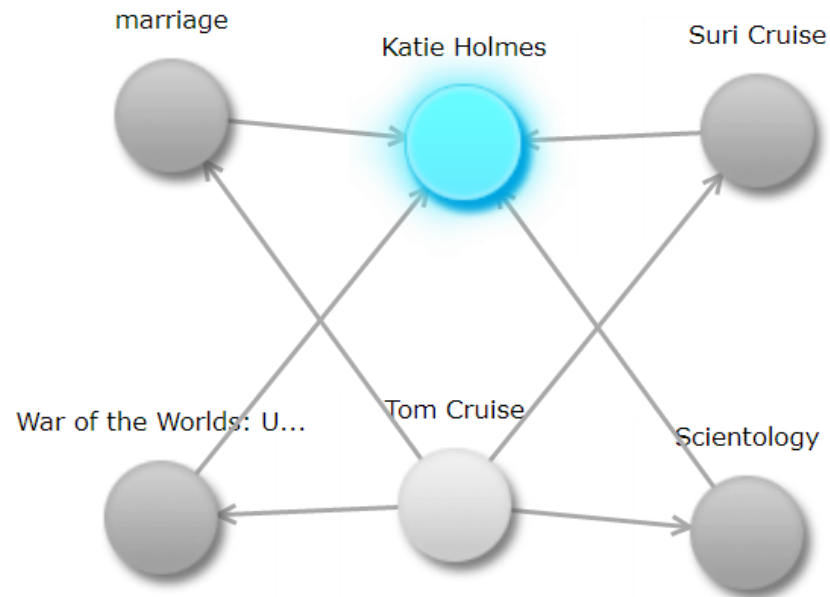 marriage
Katie Holmes
Suri Cruise
War of the Worlds: U...
Tom Cruise
Scientology